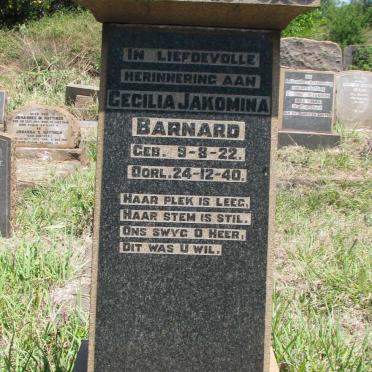 In liefdevolle
herinnering aan
Cecilia Jakomina
Barnard
Geb. 9-8-22.
Oorl. 24-12-40.
Haar plek is leeg,
Haar stem is stil.
Ons swyg o Heer,
Dit was U wil.